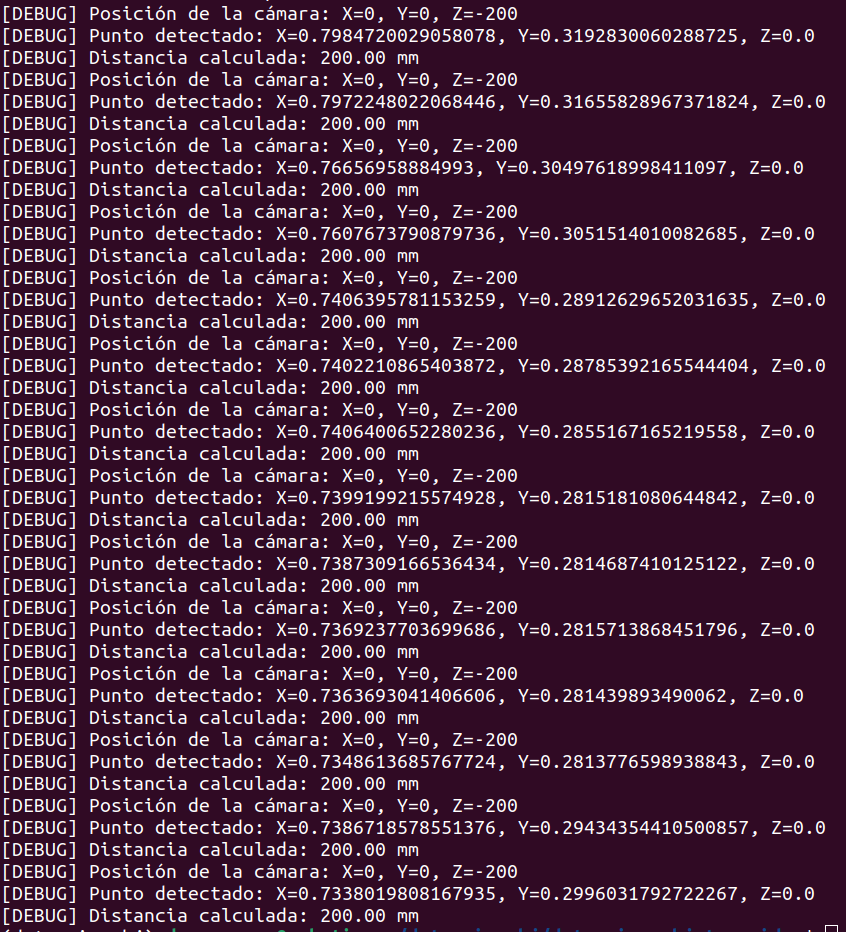 [DEBUG] Posición de la cámara: X=0, Y=0, Z=-200
[DEBUG] Punto detectado: X=0.7984720029058078, Y=0.3192830060288725, Z=0.0
[DEBUG] Distancia calculada: 200.00 mm
[DEBUG] Posición de la cámara: X=0, Y=0, Z=-200
[DEBUG] Punto detectado: X=0.7972248022068446, Y=0.31655828967371824, Z=0.0
[DEBUG] Distancia calculada: 200.00 mm
[DEBUG] Posición de la cámara: X=0, Y=0, Z=-200
[DEBUG] Punto detectado: X=0.76656958884993, Y=0.30497618998411097, Z=0.0
[DEBUG] Distancia calculada: 200.00 mm
[DEBUG] Posición de la cámara: X=0, Y=0, Z=-200
[DEBUG] Punto detectado: X=0.7607673790879736, Y=0.3051514010082685, Z=0.0
[DEBUG] Distancia calculada: 200.00 mm
[DEBUG] Posición de la cámara: X=0, Y=0, Z=-200
[DEBUG] Punto detectado: X=0.7406395781153259, Y=0.28912629652031635, Z=0.0
[DEBUG] Distancia calculada: 200.00 mm
[DEBUG] Posición de la cámara: X=0, Y=0, Z=-200
[DEBUG] Punto detectado: X=0.7402210865403872, Y=0.28785392165544404, Z=0.0
[DEBUG] Distancia calculada: 200.00 mm
[DEBUG] Posición de la cámara: X=0, Y=0, Z=-200
[DEBUG] Punto detectado: X=0.7406400652280236, Y=0.2855167165219558, Z=0.0
[DEBUG] Distancia calculada: 200.00 mm
[DEBUG] Posición de la cámara: X=0, Y=0, Z=-200
[DEBUG] Punto detectado: X=0.7399199215574928, Y=0.2815181080644842, Z=0.0
[DEBUG] Distancia calculada: 200.00 mm
[DEBUG] Posición de la cámara: X=0, Y=0, Z=-200
[DEBUG] Punto detectado: X=0.7387309166536434, Y=0.2814687410125122, Z=0.0
[DEBUG] Distancia calculada: 200.00 mm
[DEBUG] Posición de la cámara: X=0, Y=0, Z=-200
[DEBUG] Punto detectado: X=0.7369237703699686, Y=0.2815713868451796, Z=0.0
[DEBUG] Distancia calculada: 200.00 mm
[DEBUG] Posición de la cámara: X=0, Y=0, Z=-200
[DEBUG] Punto detectado: X=0.7363693041406606, Y=0.281439893490062, Z=0.0
[DEBUG] Distancia calculada: 200.00 mm
[DEBUG] Posición de la cámara: X=0, Y=0, Z=-200
[DEBUG] Punto detectado: X=0.7348613685767724, Y=0.2813776598938843, Z=0.0
[DEBUG] Distancia calculada: 200.00 mm
[DEBUG] Posición de la cámara: X=0, Y=0, Z=-200
[DEBUG] Punto detectado: X=0.7386718578551376, Y=0.29434354410500857, Z=0.0
[DEBUG] Distancia calculada: 200.00 mm
[DEBUG] Posición de la cámara: X=0, Y=0, Z=-200
[DEBUG] Punto detectado: X=0.7338019808167935, Y=0.2996031792722267, Z=0.0
[DEBUG] Distancia calculada: 200.00 mm